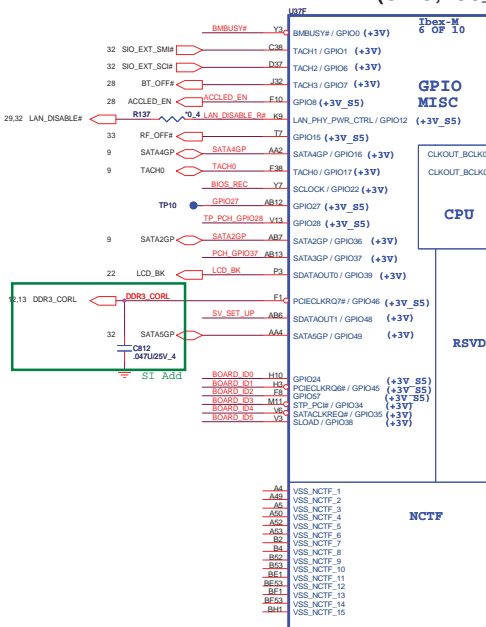 U37F
BMBUSY# Y3 BMBUSY# / GPIO0 (+3V)
Ibex-M
6 OF 10
32 SIO_EXT_SMI# C38 TACH1 / GPIO1 (+3V)
32 SIO_EXT_SCI# D37 TACH2 / GPIO6 (+3V)
28 BT_OFF# J32 TACH3 / GPIO7 (+3V)
GPIO
MISC
28 ACCLED_EN ACCLED_EN F10 GPIO8 (+3V_S5)
29,32 LAN_DISABLE# R137 *0_4 LAN_DISABLE_R# K9 LAN_PHY_PWR_CTRL / GPIO12 (+3V_S5)
33 RF_OFF# T7 GPIO15 (+3V_S5)
9 SATA4GP SATA4GP AA2 SATA4GP / GPIO16 (+3V)
CLKOUT_BCLK0
9 TACH0 TACH0 F38 TACH0 / GPIO17 (+3V)
CLKOUT_BCLK0
BIOS_REC Y7 SCLOCK / GPIO22 (+3V)
TP10 GPIO27 AB12 GPIO27 (+3V_S5)
CPU
TP_PCH_GPIO28 V13 GPIO28 (+3V_S5)
9 SATA2GP SATA2GP AB7 SATA2GP / GPIO36 (+3V)
PCH_GPIO37 AB13 SATA3GP / GPIO37 (+3V)
22 LCD_BK LCD_BK P3 SDATAOUT0 / GPIO39 (+3V)
12,13 DDR3_CORL DDR3_CORL F1 PCIECLKRQ7# / GPIO46 (+3V_S5)
SV_SET_UP AB6 SDATAOUT1 / GPIO48 (+3V)
32 SATA5GP AA4 SATA5GP / GPIO49 (+3V)
RSVD
C812
.047U/25V_4
SI Add
BOARD_ID0 H10 GPIO24 (+3V_S5)
BOARD_ID1 H3 PCIECLKRQ6# / GPIO45 (+3V_S5)
BOARD_ID2 F8 GPIO57 (+3V_S5)
BOARD_ID3 M11 STP_PCI# / GPIO34 (+3V)
BOARD_ID4 V6 SATACLKREQ# / GPIO35 (+3V)
BOARD_ID5 V3 SLOAD / GPIO38 (+3V)
A4 VSS_NCTF_1
A49 VSS_NCTF_2
A5 VSS_NCTF_3
A50 VSS_NCTF_4
NCTF
A52 VSS_NCTF_5
A53 VSS_NCTF_6
B2 VSS_NCTF_7
B4 VSS_NCTF_8
B52 VSS_NCTF_9
B53 VSS_NCTF_10
BE1 VSS_NCTF_11
BE53 VSS_NCTF_12
BF1 VSS_NCTF_13
BF53 VSS_NCTF_14
BH1 VSS_NCTF_15